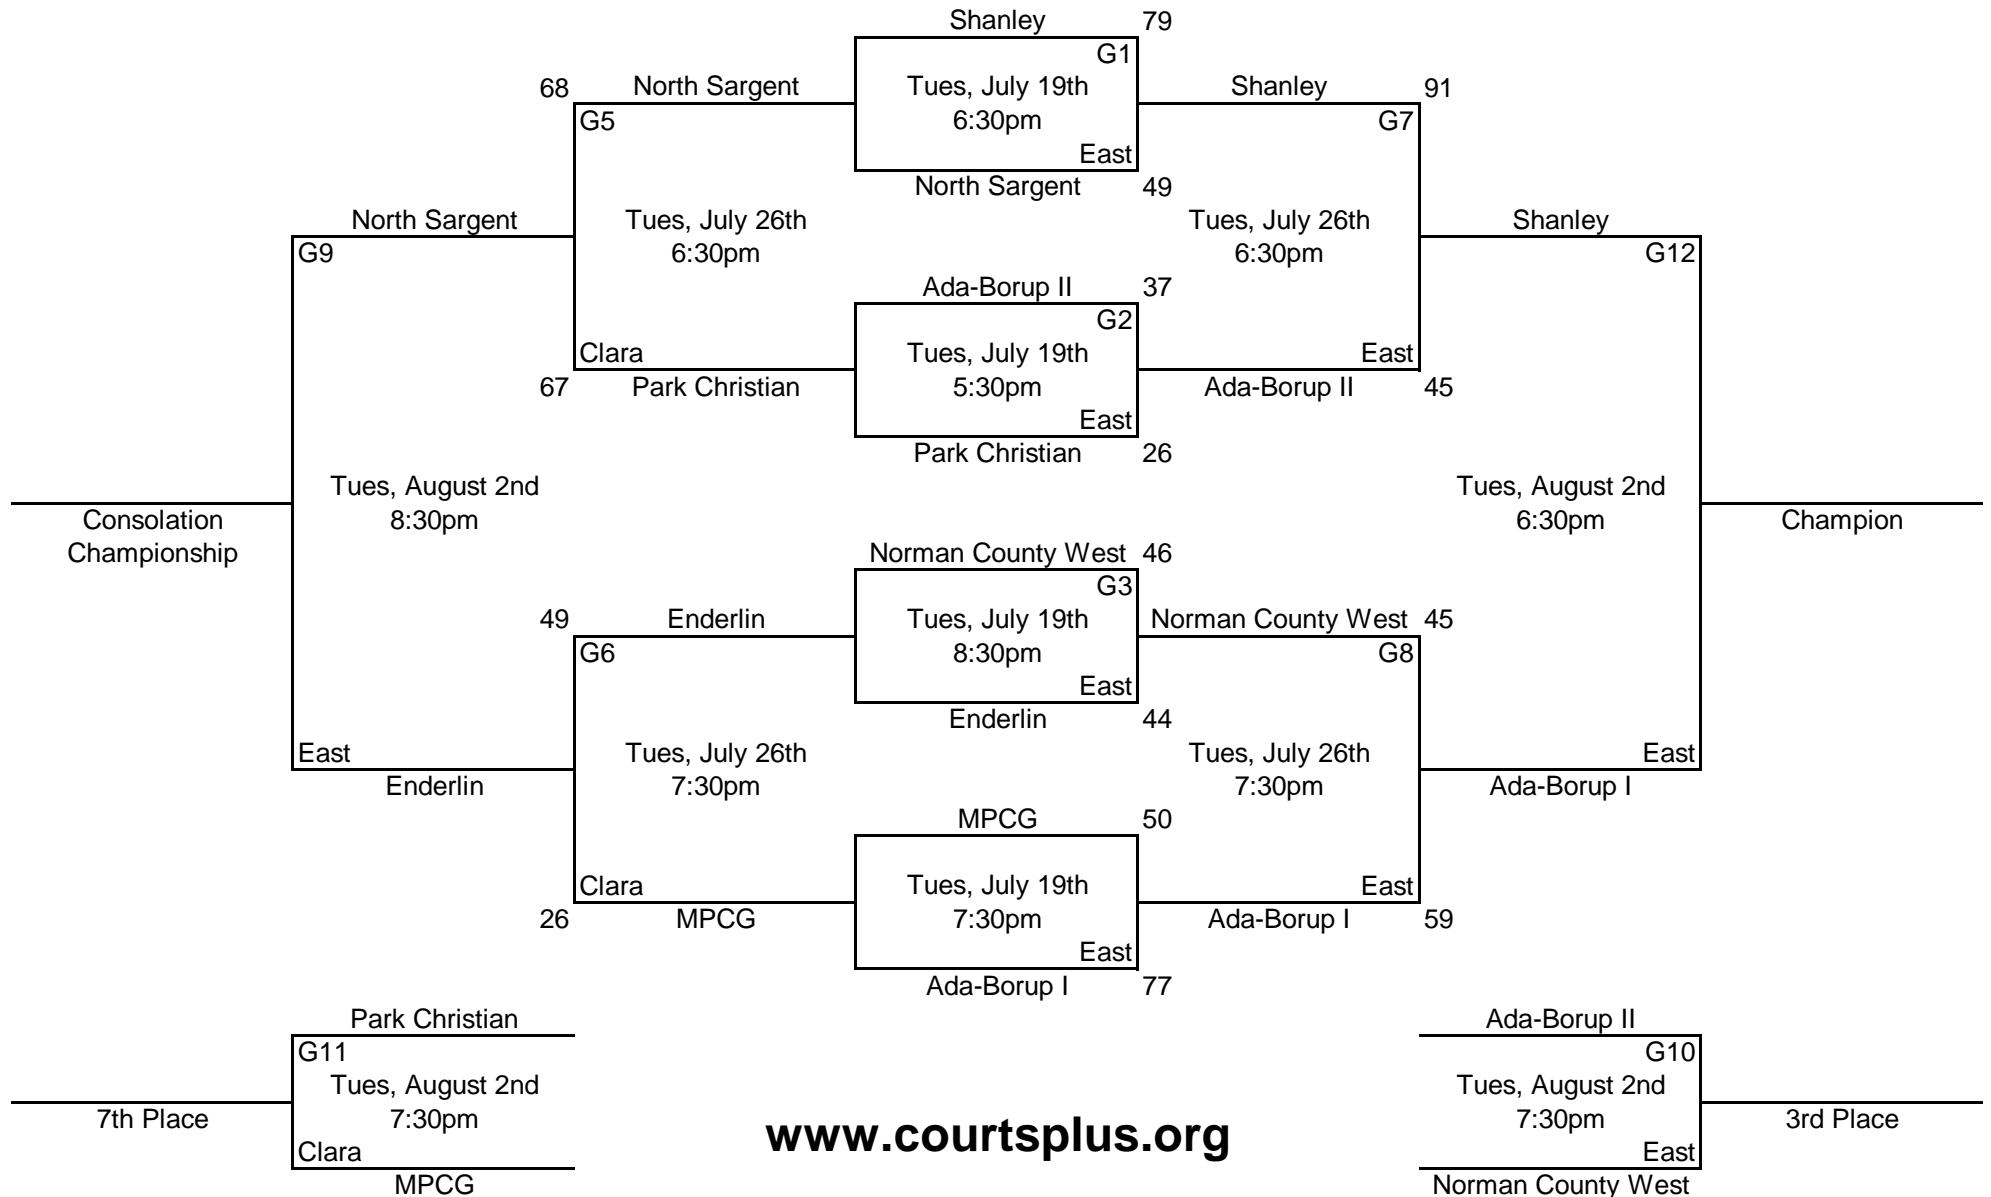 Shanley 79
G1
68 North Sargent Tues, July 19th Shanley 91
G5 6:30pm G7
East
North Sargent 49
North Sargent Tues, July 26th Tues, July 26th Shanley
G9 6:30pm 6:30pm G12
Ada-Borup II 37
G2
Clara Tues, July 19th East
67 Park Christian 5:30pm Ada-Borup II 45
East
Park Christian 26
Tues, August 2nd Tues, August 2nd
Consolation 8:30pm 6:30pm Champion
Championship Norman County West 46
G3
49 Enderlin Tues, July 19th Norman County West 45
G6 8:30pm G8
East
Enderlin 44
East Tues, July 26th Tues, July 26th East
Enderlin 7:30pm 7:30pm Ada-Borup I
MPCG 50
Clara Tues, July 19th East
26 MPCG 7:30pm Ada-Borup I 59
East
Ada-Borup I 77
Park Christian Ada-Borup II
G11 G10
Tues, August 2nd Tues, August 2nd
7th Place 7:30pm www.courtsplus.org 7:30pm 3rd Place
Clara East
MPCG Norman County West